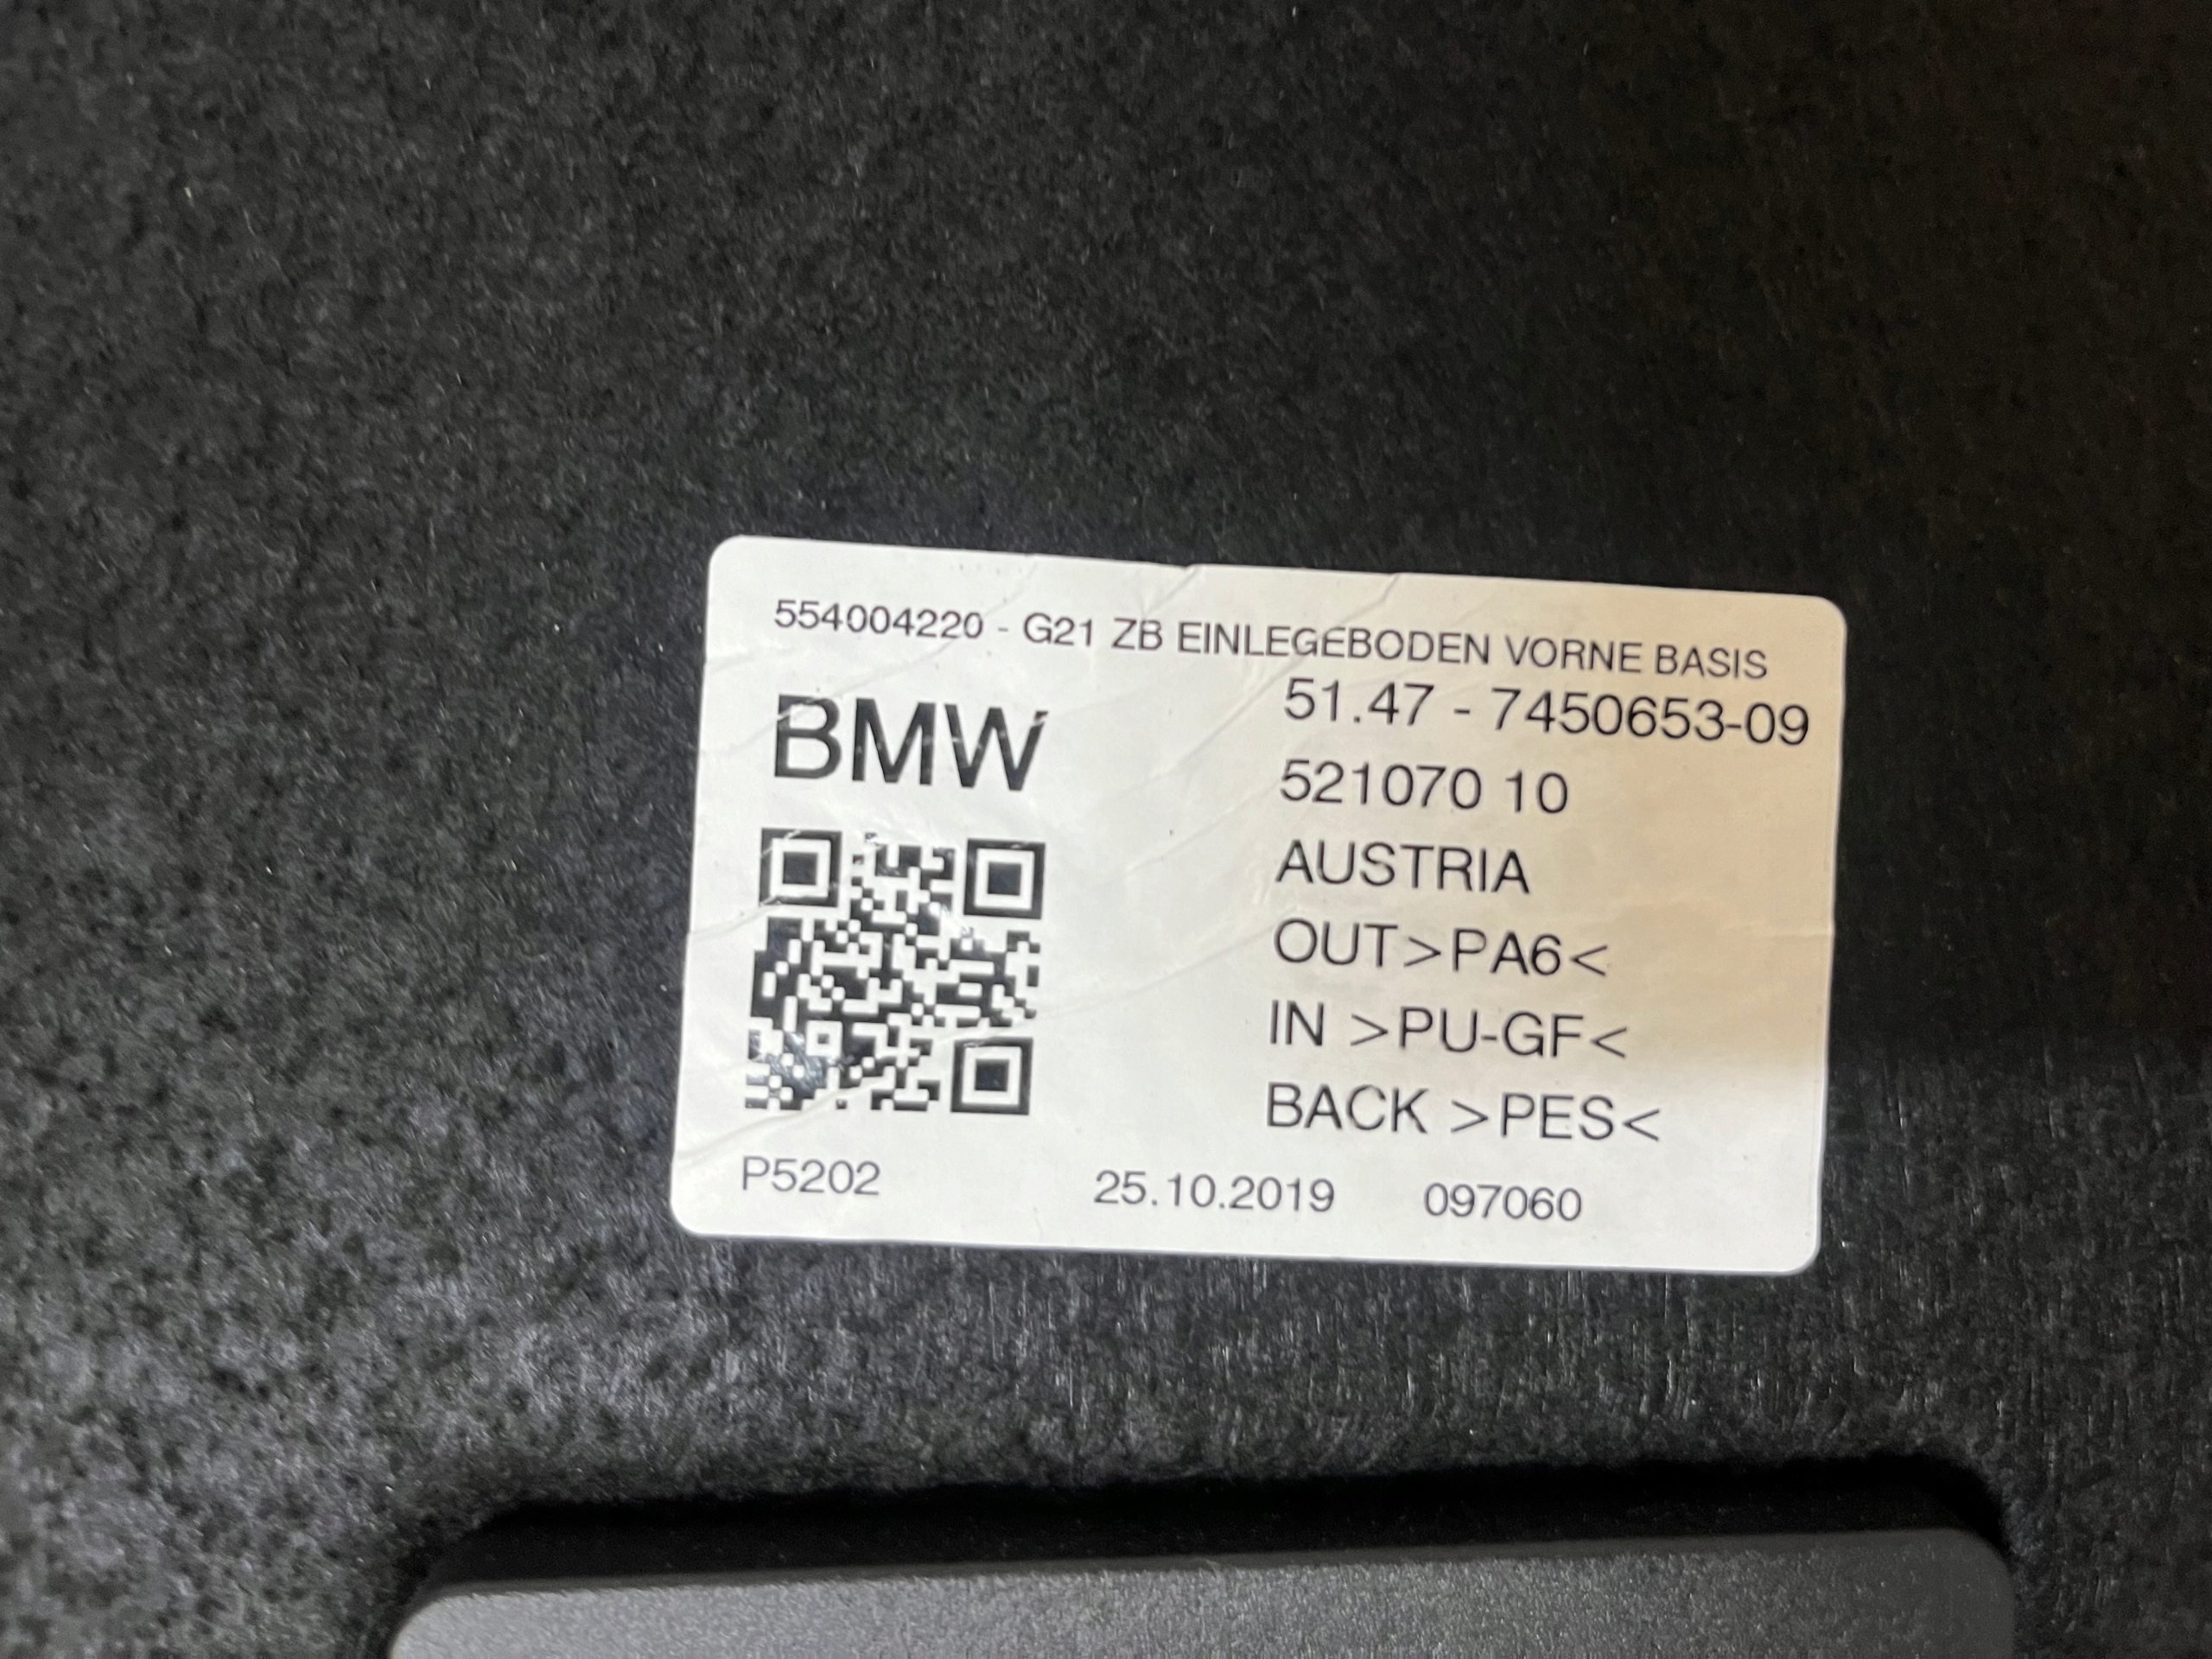 554004220 - G21 ZB EINLEGEBODEN VORNE BASIS
BMW
51.47 - 7450653-09
521070 10
AUSTRIA
OUT>PA6<
IN >PU-GF<
BACK >PES<
P5202 25.10.2019 097060